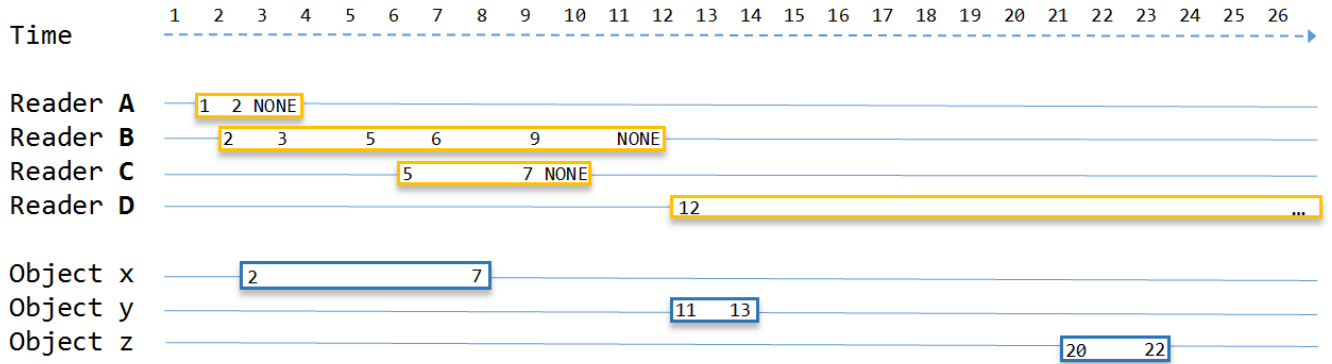 1 2 3 4 5 6 7 8 9 10 11 12 13 14 15 16 17 18 19 20 21 22 23 24 25 26
Time
Reader A 1 2 NONE
Reader B 2 3 5 6 9 NONE
Reader C 5 7 NONE
Reader D 12 ...
Object x 2 7
Object y 11 13
Object z 20 22